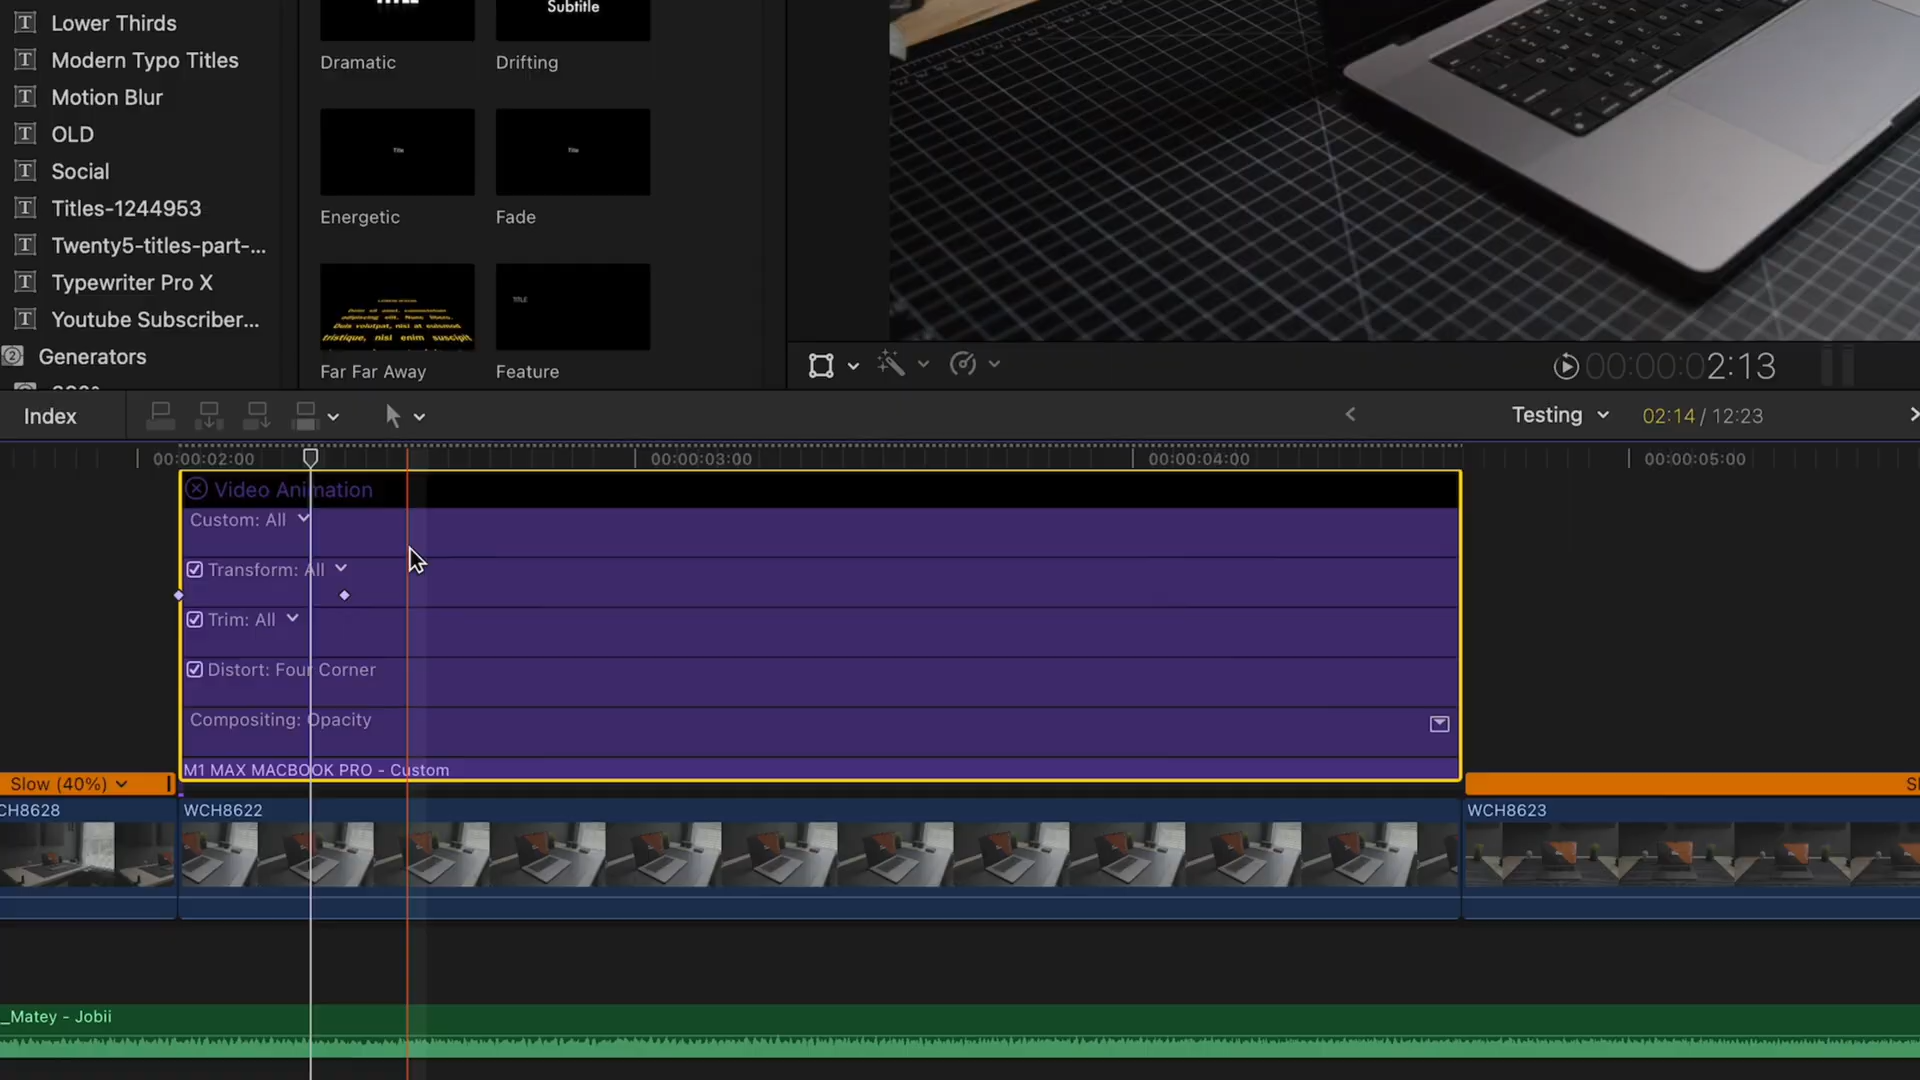 Lower Thirds
Modern Typo Titles
Motion Blur
OLD
Social
Titles-1244953
Twenty5-titles-part-...
Typewriter Pro X
Youtube Subscriber...
Generators
Subtitle
Dramatic
Drifting
Title
Title
Energetic
Fade
TITLE
Far Far Away
Feature
00:00:02:13
Index
Testing
02:14 / 12:23
00:00:02:00
00:00:03:00
00:00:04:00
00:00:05:00
Video Animation
Custom: All
Transform: All
Trim: All
Distort: Four Corner
Compositing: Opacity
M1 MAX MACBOOK PRO - Custom
Slow (40%)
CH8628
WCH8622
WCH8623
_Matey - Jobii